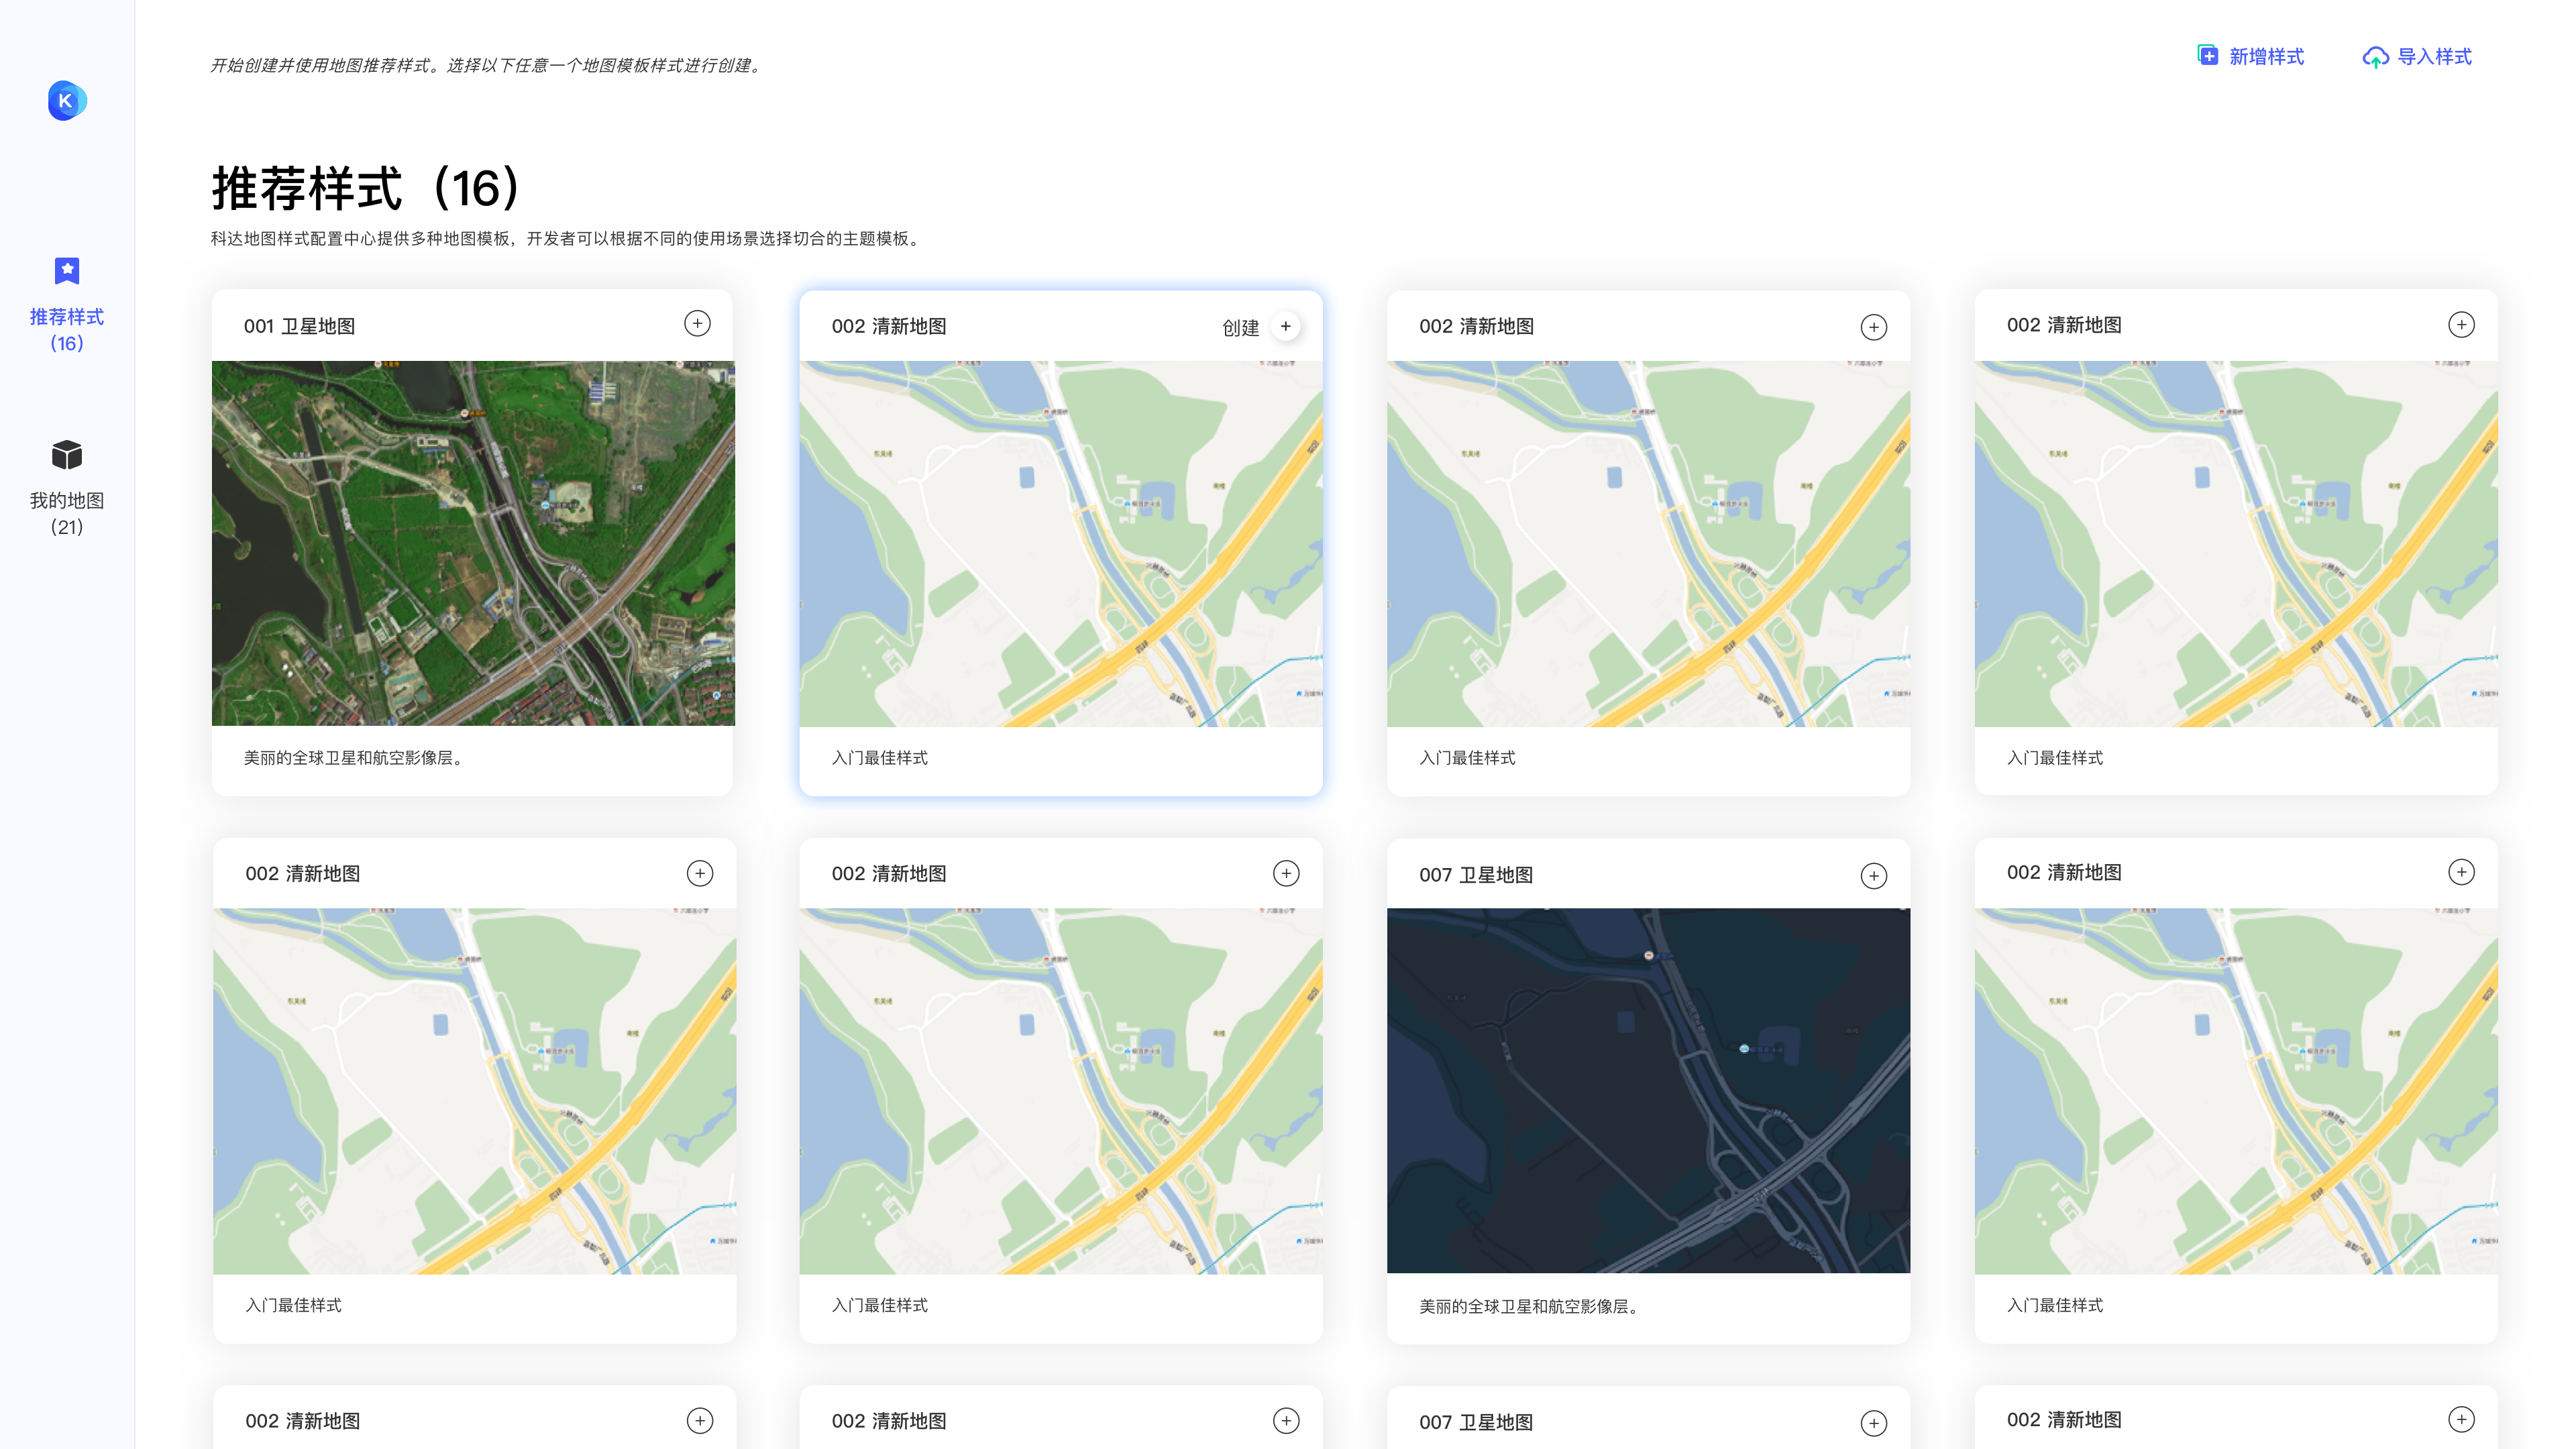 开始创建并使用地图推荐样式。选择以下任意一个地图模板样式进行创建。
新增样式
导入样式
K
推荐样式
(16)
我的地图
(21)
推荐样式（16）
科达地图样式配置中心提供多种地图模板，开发者可以根据不同的使用场景选择切合的主题模板。
001 卫星地图
美丽的全球卫星和航空影像层。
002 清新地图
创建
入门最佳样式
002 清新地图
入门最佳样式
002 清新地图
入门最佳样式
002 清新地图
入门最佳样式
002 清新地图
入门最佳样式
007 卫星地图
美丽的全球卫星和航空影像层。
002 清新地图
入门最佳样式
002 清新地图
002 清新地图
007 卫星地图
002 清新地图